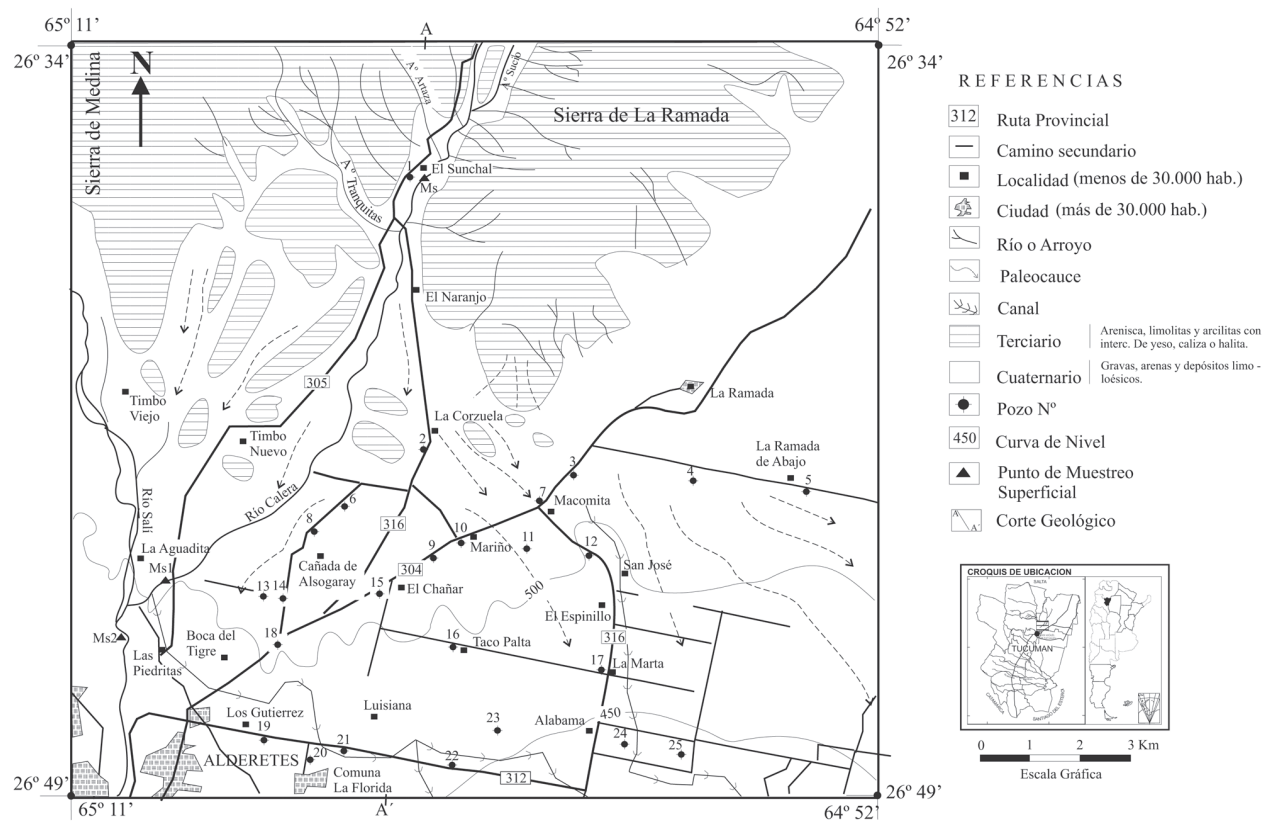 65º 11’
A
64º 52’
26º 34’
26º 34’
N
Sierra de Medina
Aº Artaza
Aº Sucio
Sierra de La Ramada
1
El Sunchal
Ms
Aº Tranquitas
El Naranjo
305
Timbo
Viejo
Timbo
Nuevo
La Corzuela
2
La Ramada
La Ramada
de Abajo
3
4
5
Río Salí
Río Calera
6
7
Macomita
8
316
10
Mariño
9
11
12
La Aguadita
Ms1
Cañada de
Alsogaray
304
El Chañar
San José
13
14
15
500
El Espinillo
Ms2
Boca del
Tigre
18
16
Taco Palta
316
Las
Piedritas
17
La Marta
Los Gutierrez
Luisiana
450
19
23
Alabama
24
25
ALDERETES
20
21
22
312
Comuna
La Florida
26º 49’
26º 49’
65º 11’
A´
64º 52’
REFERENCIAS
312
Ruta Provincial
Camino secundario
Localidad (menos de 30.000 hab.)
Ciudad (más de 30.000 hab.)
Río o Arroyo
Paleocauce
Canal
Terciario
Arenisca, limolitas y arcilitas con
interc. De yeso, caliza o halita.
Cuaternario
Gravas, arenas y depósitos limo -
loésicos.
Pozo Nº
450
Curva de Nivel
Punto de Muestreo
Superficial
A
A´
Corte Geológico
CROQUIS DE UBICACION
SALTA
TUCUMAN
CATAMARCA
SANTIAGO DEL ESTERO
0
1
2
3 Km
Escala Gráfica